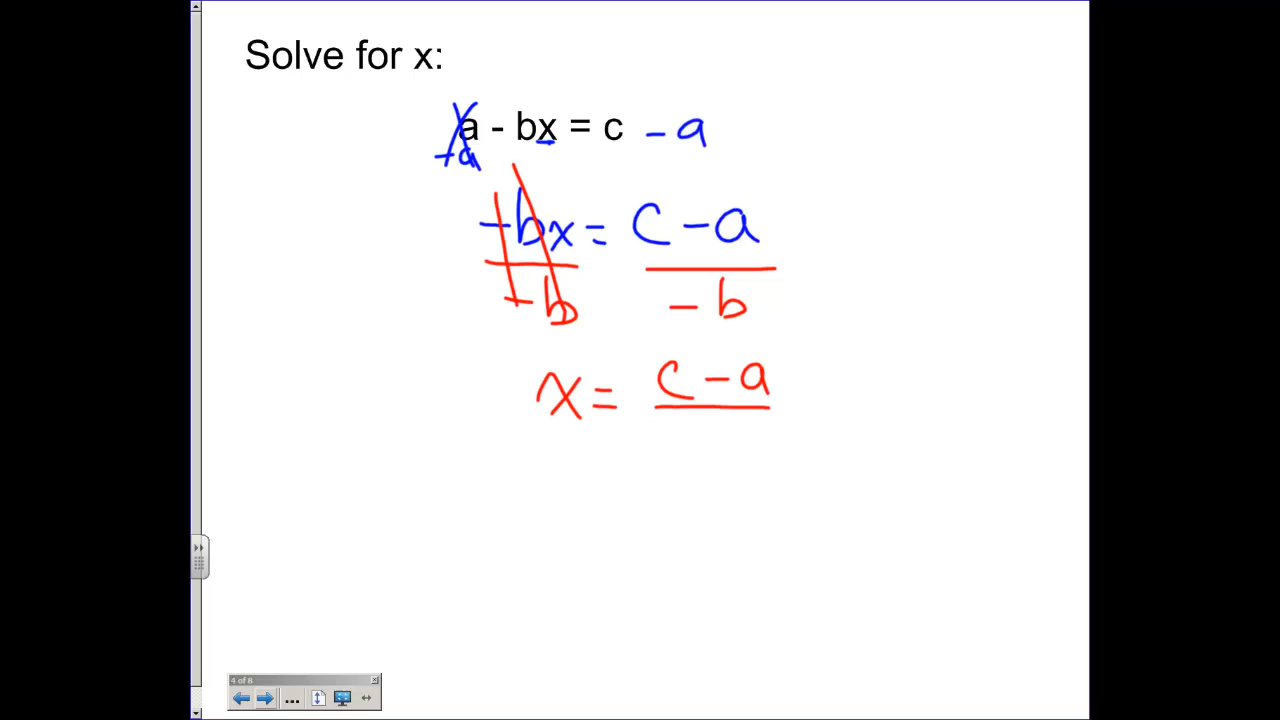 Solve for x:
a - bx = c - a
-a
-bx = c - a
-b - b
x = c - a
4 of 8
...